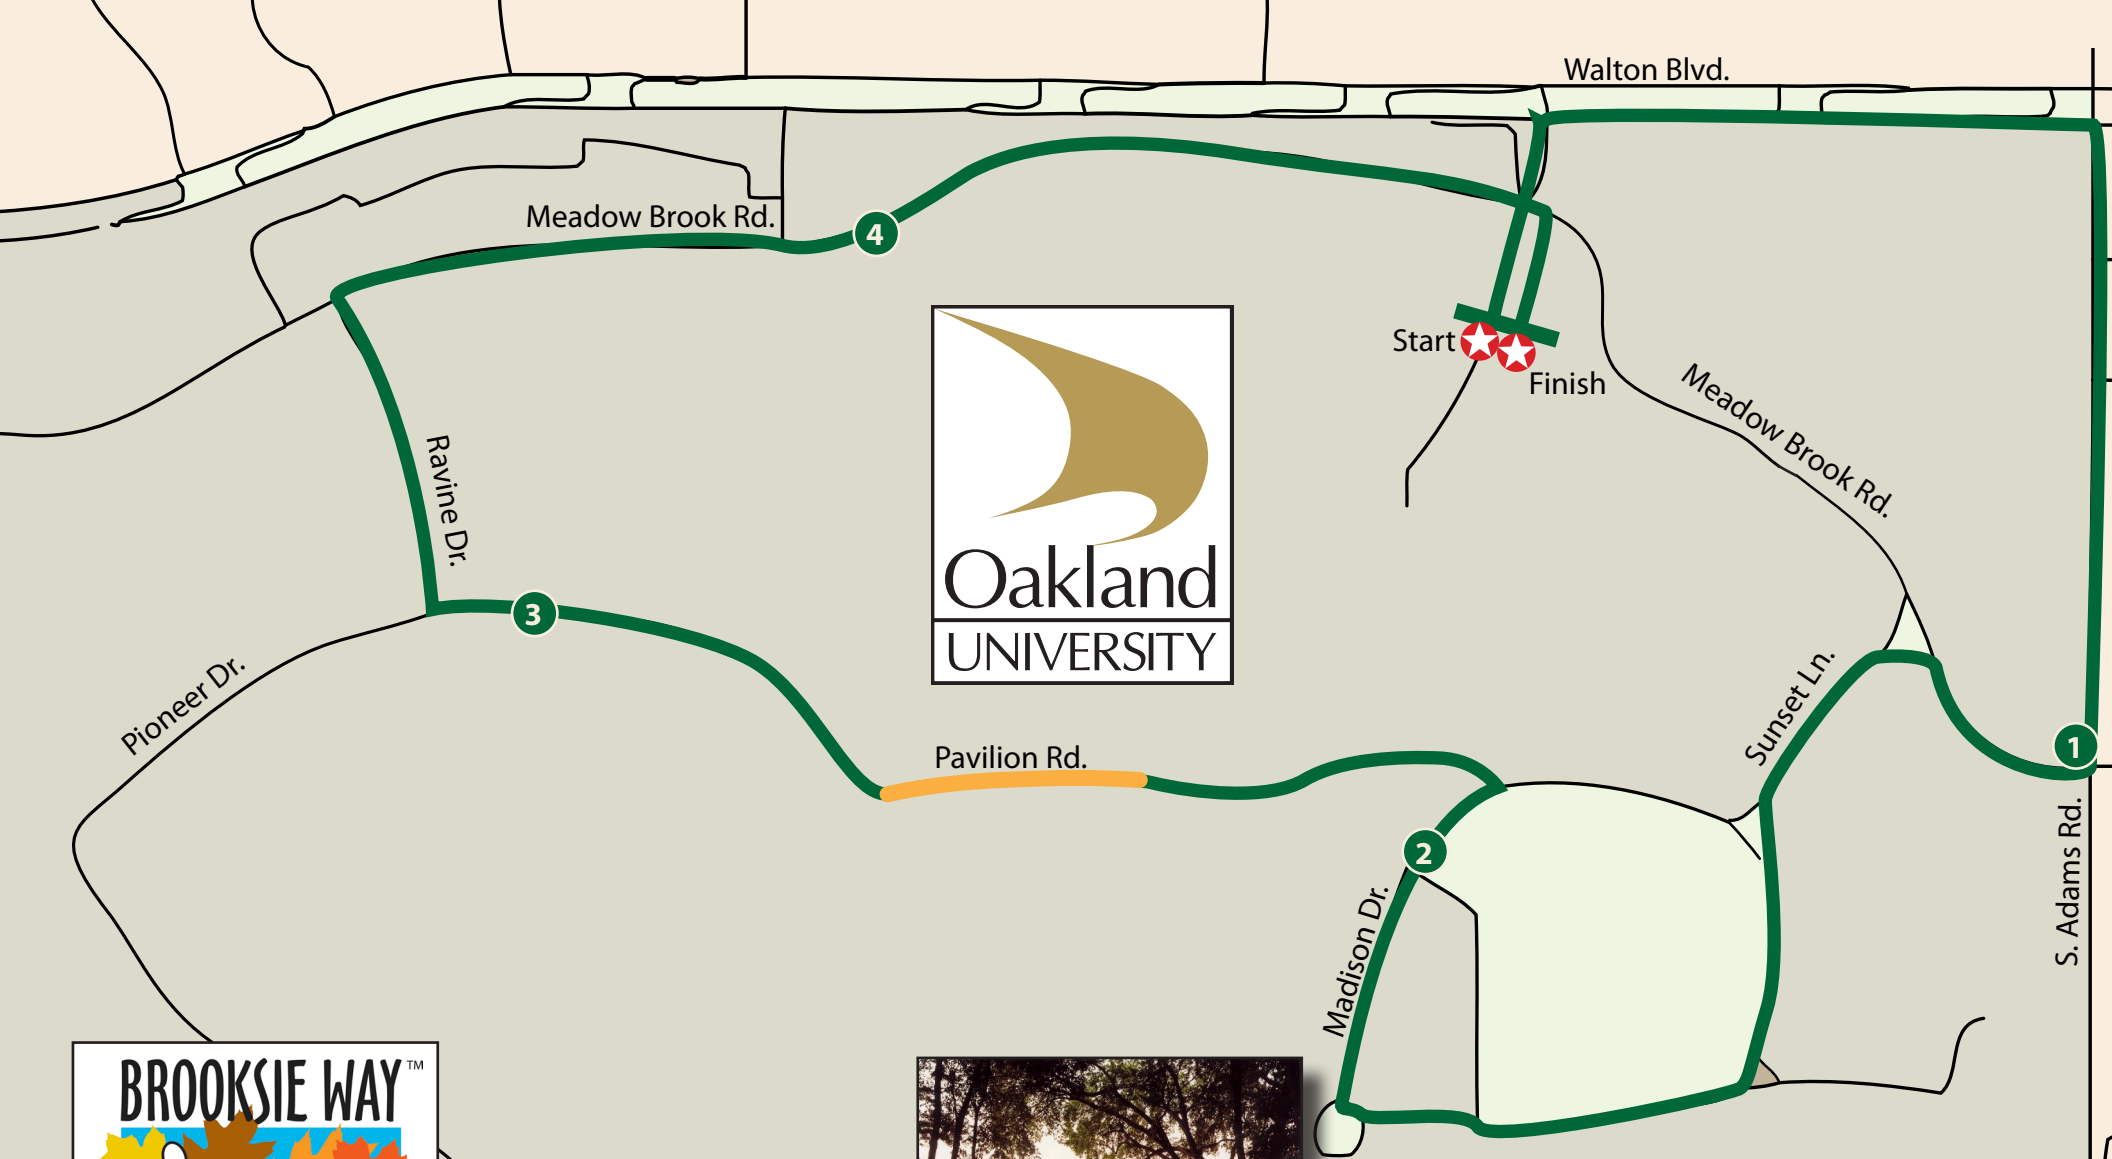 Walton Blvd.
Meadow Brook Rd.
4
Start
Finish
Meadow Brook Rd.
Ravine Dr.
Oakland
UNIVERSITY
3
Pioneer Dr.
Sunset Ln.
Pavilion Rd.
1
2
S. Adams Rd.
Madison Dr.
BROOKSIE WAY™